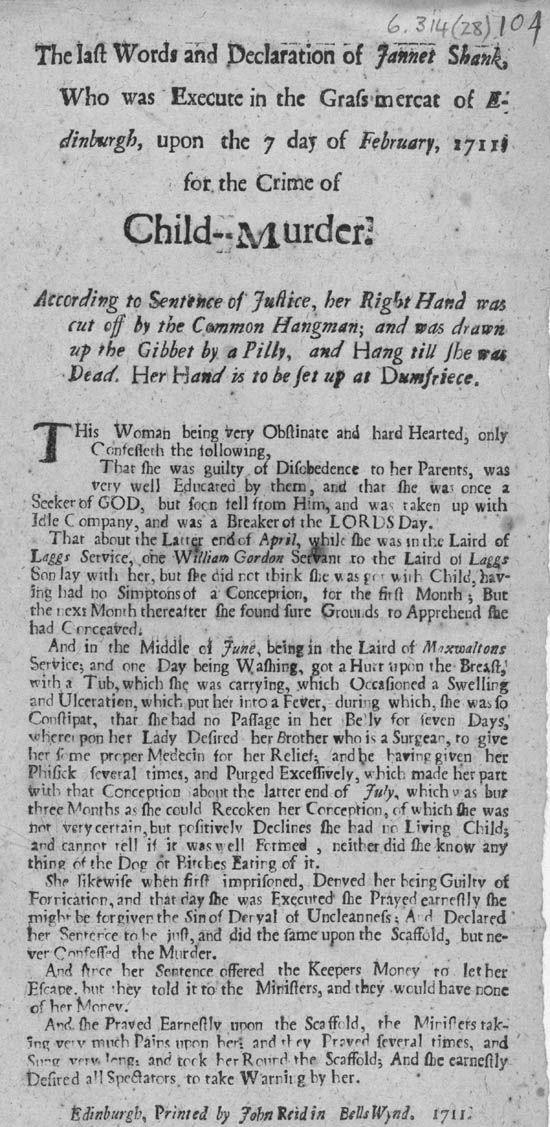 6.314(28) 104
The last Words and Declaration of Jannet Shank,
Who was Execute in the Grass mercat of E-
dinburgh, upon the 7 day of February, 1711;
for the Crime of
Child--Murder.
According to Sentence of Justice, her Right Hand was
cut off by the Common Hangman; and was drawn
up the Gibbet by a Pilly, and Hang till she was
Dead. Her Hand is to be set up at Dumfriece.
THis Woman being very Obstinate and hard Hearted, only
Confesseth the following,
That she was guilty of Disobedence to her Parents, was
very well Educated by them, and that she was once a
Seeker of GOD, but soon fell from Him, and was taken up with
Idle Company, and was a Breaker of the LORDS Day.
That about the Latter end of April, while she was in the Laird of
Laggs Service, one William Gordon Servant to the Laird of Laggs
Son lay with her, but she did not think she was got with Child, hav-
ing had no Simptons of a Conception, for the first Month; But
the next Month thereafter she found sure Grounds to Apprehend she
had Conceaved.
And in the Middle of June, being in the Laird of Maxwaltons
Service; and one Day being Washing, got a Hurt upon the Breast,
with a Tub, which she was carrying, which Occasioned a Swelling
and Ulceration, which put her into a Fever, during which, she was so
Constipat, that she had no Passage in her Belly for seven Days,
whereupon her Lady Desired her Brother who is a Surgean, to give
her some proper Medecin for her Relief; and he having given her
Phisick several times, and Purged Excessively, which made her part
with that Conception about the latter end of July, which was but
three Months as she could Recoken her Conception, of which she was
not very certain, but positively Declines she had no Living Child;
and cannot tell if it was well Formed, neither did she know any
thing of the Dog or Bitches Eating of it.
She likewise when first imprisoned, Denyed her being Guilty of
Fornication, and that day she was Executed she Prayed earnestly she
might be forgiven the Sin of Denyal of Uncleanness; And Declared
her Sentence to be just, and did the same upon the Scaffold, but ne-
ver Confessed the Murder.
And since her Sentence offered the Keepers Money to let her
Escape, but they told it to the Ministers, and they would have none
of her Money.
And she Prayed Earnestly upon the Scaffold, the Ministers tak-
ing very much Pains upon her; and they Prayed several times, and
Sung very long; and took her Round the Scaffold; And she earnestly
Desired all Spectators, to take Warning by her.
Edinburgh, Printed by John Reid in Bells Wynd. 1711.